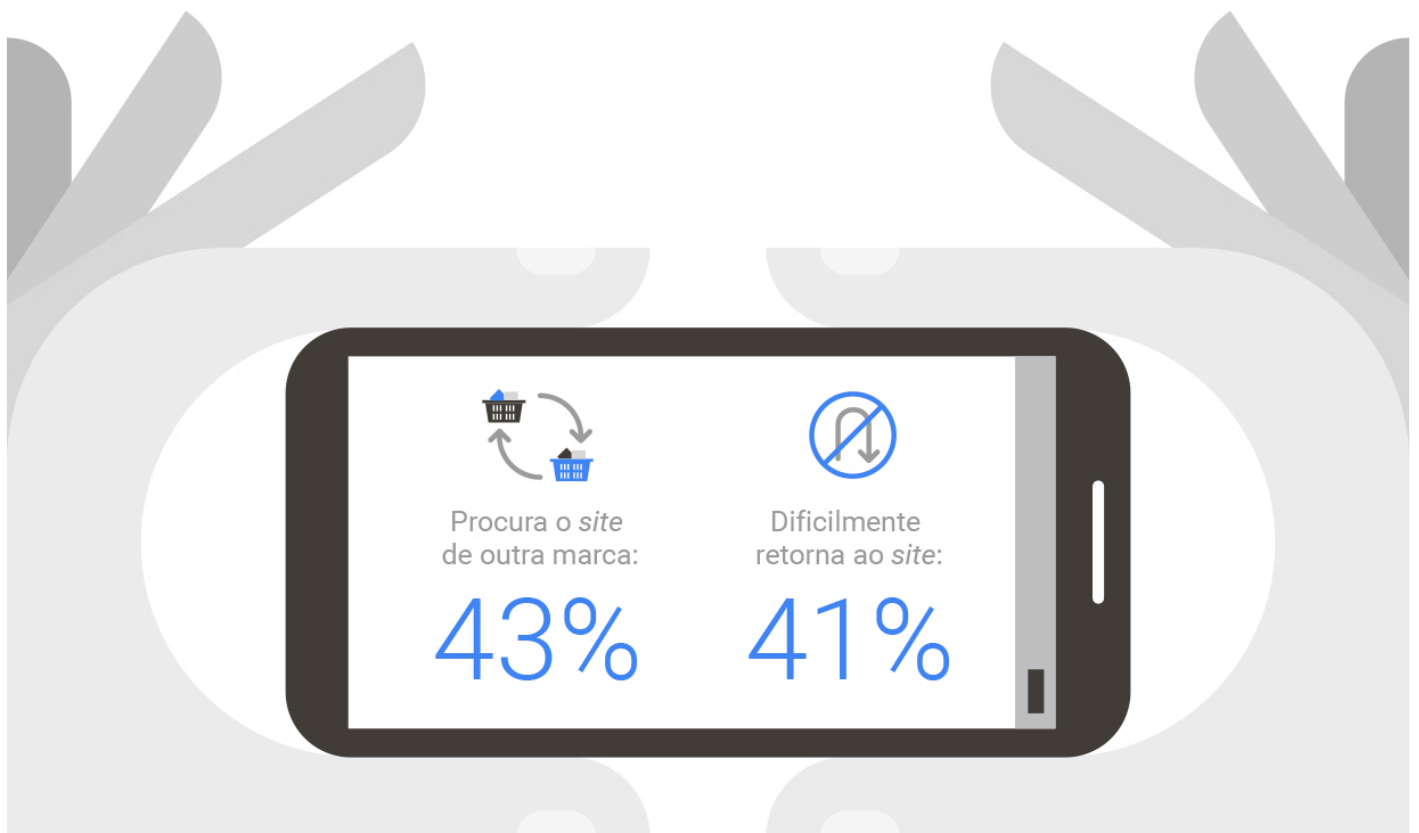 Procura o site
de outra marca:
43%
Dificilmente
retorna ao site:
41%